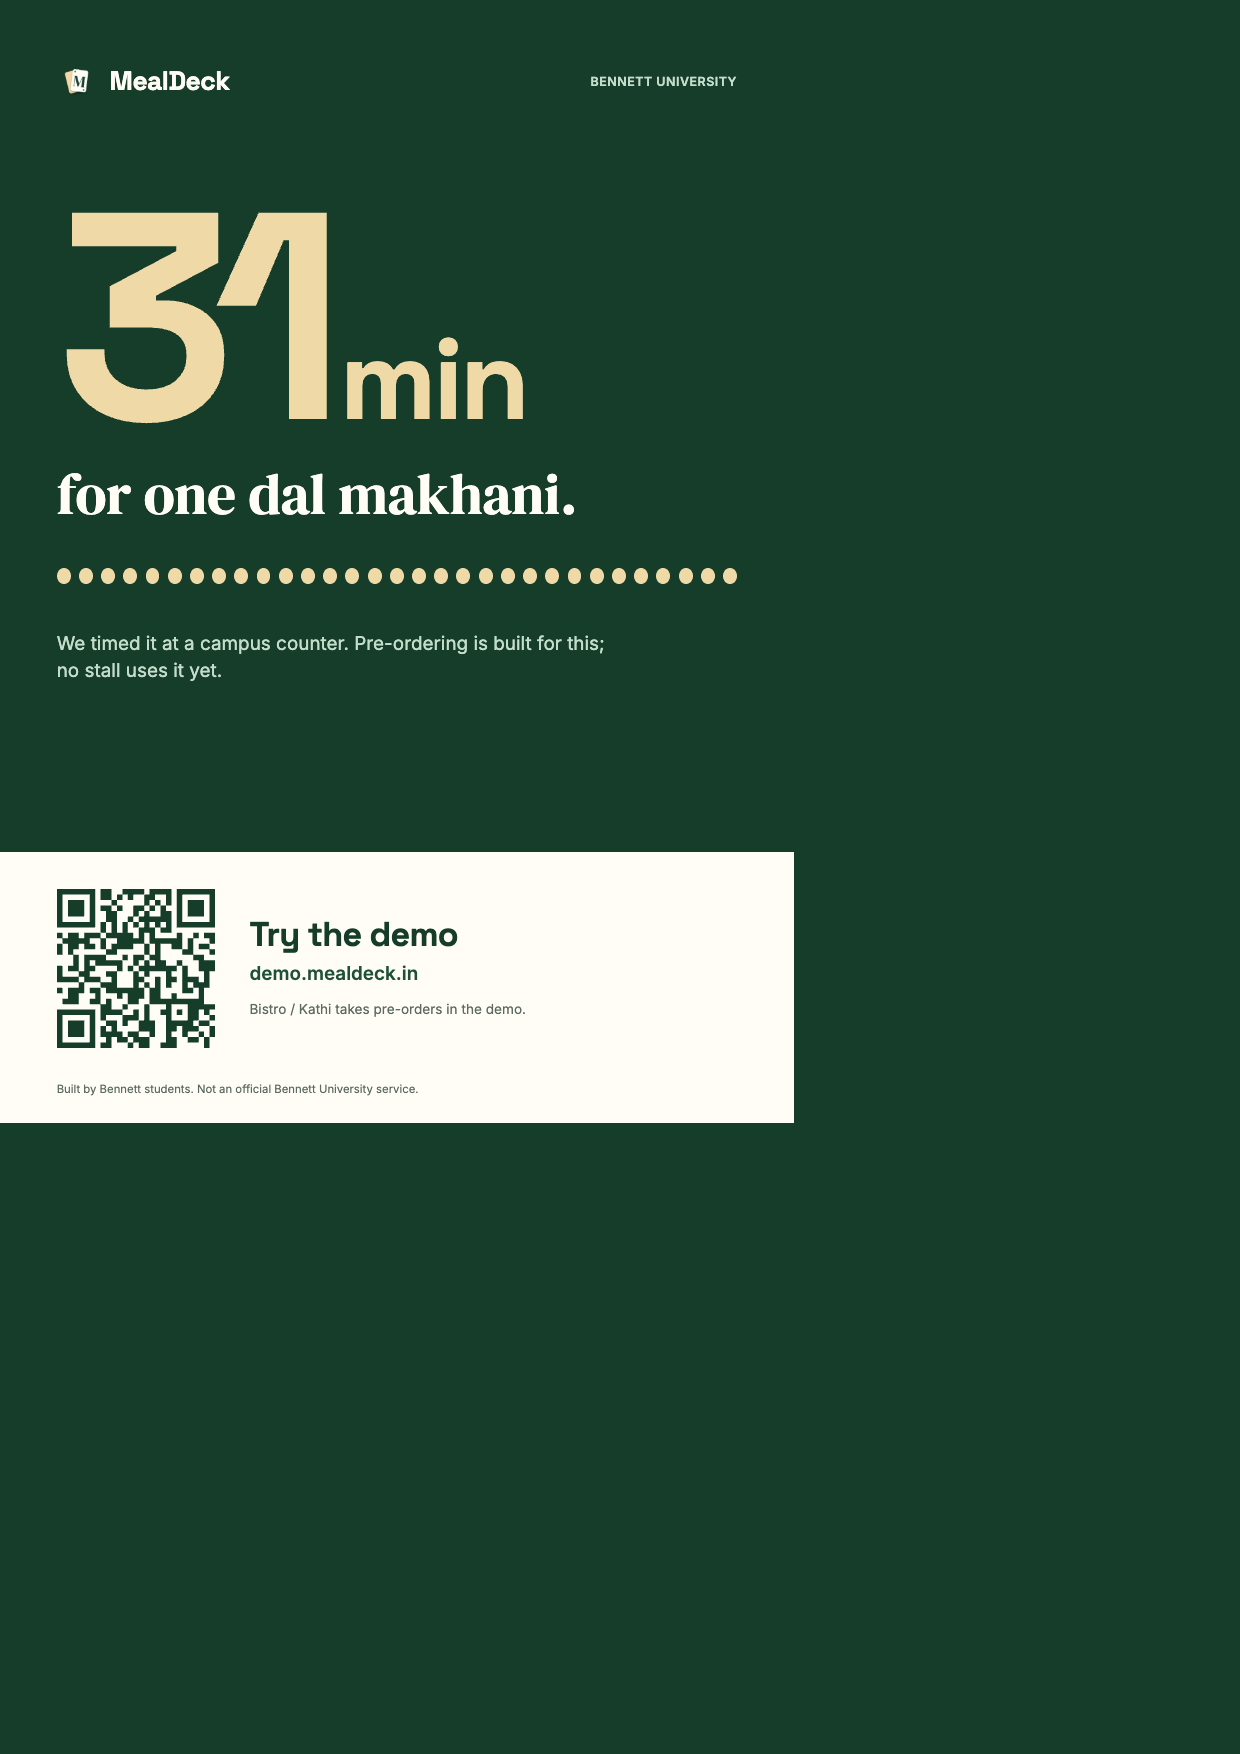 MealDeck
BENNETT UNIVERSITY
31 min
for one dal makhani.
We timed it at a campus counter. Pre-ordering is built for this;
no stall uses it yet.
Try the demo
demo.mealdeck.in
Bistro / Kathi takes pre-orders in the demo.
Built by Bennett students. Not an official Bennett University service.